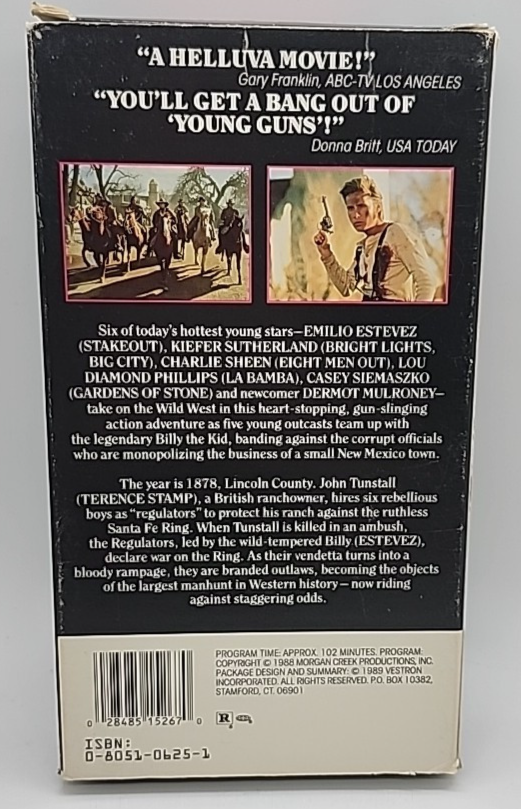 “A HELLUVA MOVIE!”
Gary Franklin, ABC-TV LOS ANGELES
“YOU’LL GET A BANG OUT OF
‘YOUNG GUNS’!”
Donna Britt, USA TODAY
Six of today’s hottest young stars—EMILIO ESTEVEZ
(STAKEOUT), KIEFER SUTHERLAND (BRIGHT LIGHTS,
BIG CITY), CHARLIE SHEEN (EIGHT MEN OUT), LOU
DIAMOND PHILLIPS (LA BAMBA), CASEY SIEMASZKO
(GARDENS OF STONE) and newcomer DERMOT MULRONEY—
take on the Wild West in this heart-stopping, gun-slinging
action adventure as five young outcasts team up with
the legendary Billy the Kid, banding against the corrupt officials
who are monopolizing the business of a small New Mexico town.
The year is 1878, Lincoln County. John Tunstall
(TERENCE STAMP), a British ranchowner, hires six rebellious
boys as “regulators” to protect his ranch against the ruthless
Santa Fe Ring. When Tunstall is killed in an ambush,
the Regulators, led by the wild-tempered Billy (ESTEVEZ),
declare war on the Ring. As their vendetta turns into a
bloody rampage, they are branded outlaws, becoming the objects
of the largest manhunt in Western history—now riding
against staggering odds.
PROGRAM TIME: APPROX. 102 MINUTES. PROGRAM:
COPYRIGHT © 1988 MORGAN CREEK PRODUCTIONS, INC.
PACKAGE DESIGN AND SUMMARY: © 1989 VESTRON
INCORPORATED. ALL RIGHTS RESERVED. P.O. BOX 10382,
STAMFORD, CT. 06901
R
0 28485 15267 0
ISBN:
0-8051-0625-1